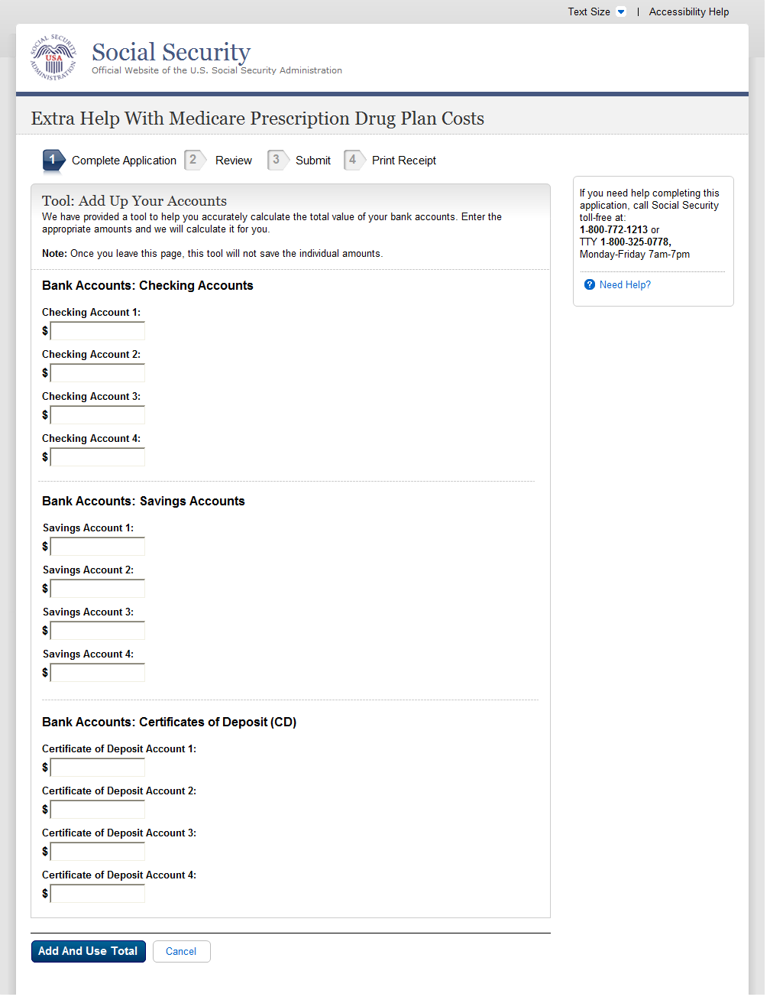 Text Size | Accessibility Help
SOCIAL SECURITY ADMINISTRATION
USA
Social Security
Official Website of the U.S. Social Security Administration
Extra Help With Medicare Prescription Drug Plan Costs
1 Complete Application 2 Review 3 Submit 4 Print Receipt
Tool: Add Up Your Accounts
We have provided a tool to help you accurately calculate the total value of your bank accounts. Enter the
appropriate amounts and we will calculate it for you.
Note: Once you leave this page, this tool will not save the individual amounts.
Bank Accounts: Checking Accounts
Checking Account 1:
$
Checking Account 2:
$
Checking Account 3:
$
Checking Account 4:
$
Bank Accounts: Savings Accounts
Savings Account 1:
$
Savings Account 2:
$
Savings Account 3:
$
Savings Account 4:
$
Bank Accounts: Certificates of Deposit (CD)
Certificate of Deposit Account 1:
$
Certificate of Deposit Account 2:
$
Certificate of Deposit Account 3:
$
Certificate of Deposit Account 4:
$
Add And Use Total Cancel
If you need help completing this
application, call Social Security
toll-free at:
1-800-772-1213 or
TTY 1-800-325-0778,
Monday-Friday 7am-7pm
? Need Help?